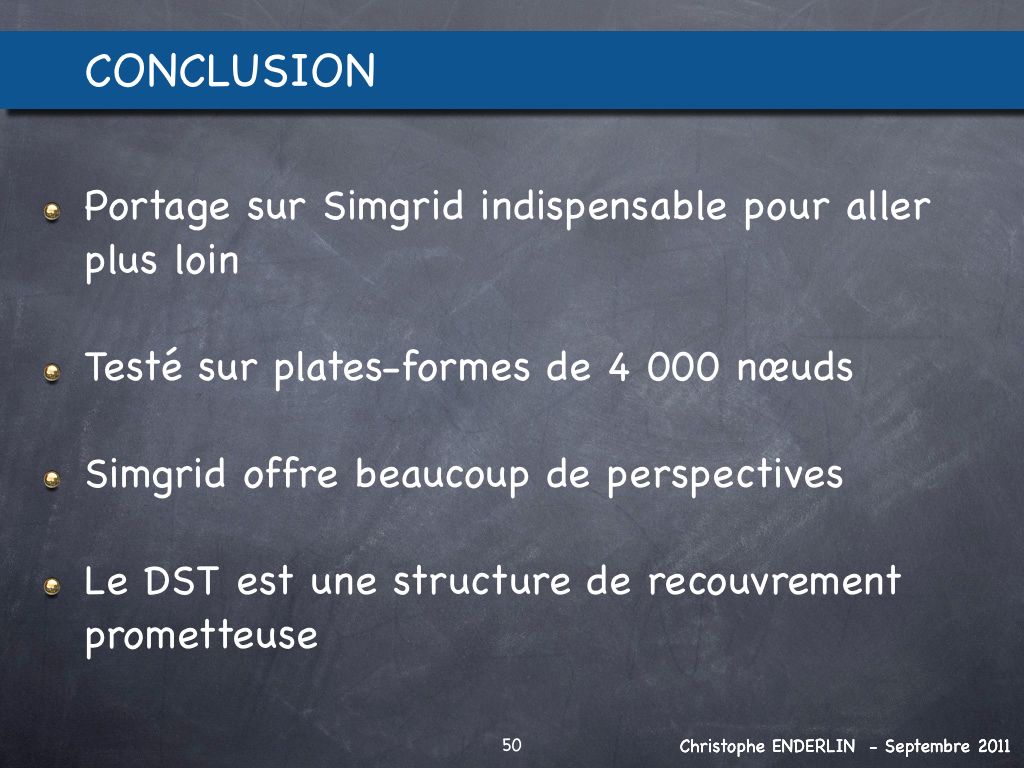 CONCLUSION
Portage sur Simgrid indispensable pour aller
plus loin
Testé sur plates-formes de 4 000 nœuds
Simgrid offre beaucoup de perspectives
Le DST est une structure de recouvrement
prometteuse
50
Christophe ENDERLIN - Septembre 2011